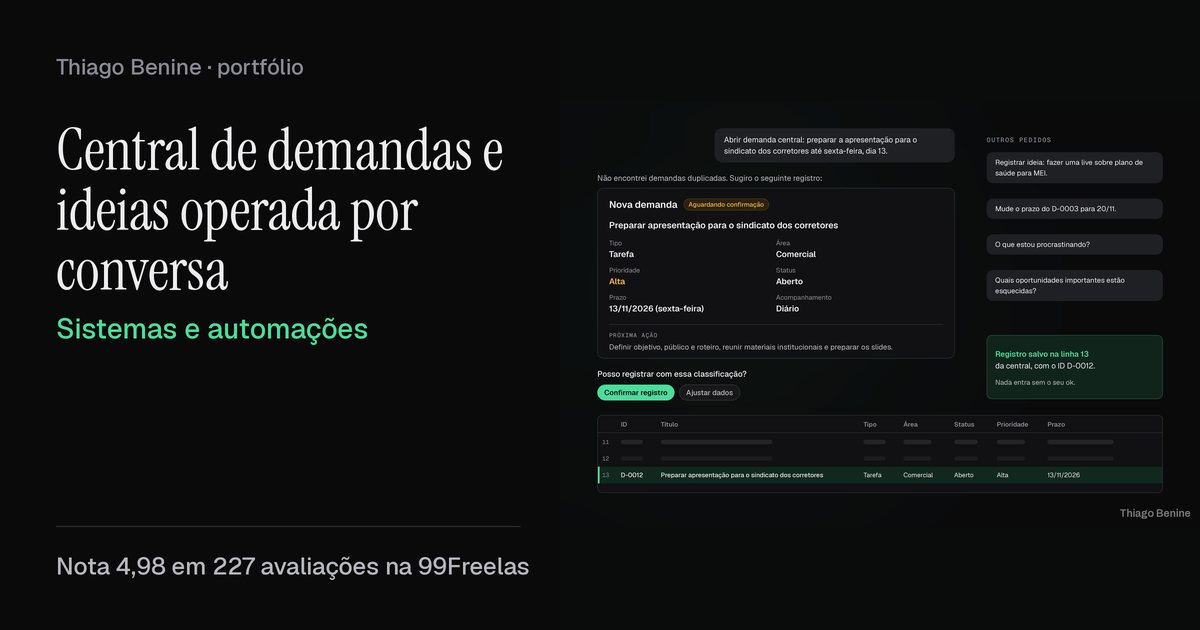 Thiago Benine · portfólio
Central de demandas e
ideias operada por
conversa
Sistemas e automações
Nota 4,98 em 227 avaliações na 99Freelas
Abrir demanda central: preparar a apresentação para o
sindicato dos corretores até sexta-feira, dia 13.
Não encontrei demandas duplicadas. Sugiro o seguinte registro:
Nova demanda Aguardando confirmação
Preparar apresentação para o sindicato dos corretores
Tipo Área
Tarefa Comercial
Prioridade Status
Alta Aberto
Prazo Acompanhamento
13/11/2026 (sexta-feira) Diário
PRÓXIMA AÇÃO
Definir objetivo, público e roteiro, reunir materiais institucionais e preparar os slides.
Posso registrar com essa classificação?
Confirmar registro Ajustar dados
OUTROS PEDIDOS
Registrar ideia: fazer uma live sobre plano de
saúde para MEI.
Mude o prazo do D-0003 para 20/11.
O que estou procrastinando?
Quais oportunidades importantes estão
esquecidas?
Registro salvo na linha 13
da central, com o ID D-0012.
Nada entra sem o seu ok.
ID Título Tipo Área Status Prioridade Prazo
11
12
13 D-0012 Preparar apresentação para o sindicato dos corretores Tarefa Comercial Aberto Alta 13/11/2026
Thiago Benine